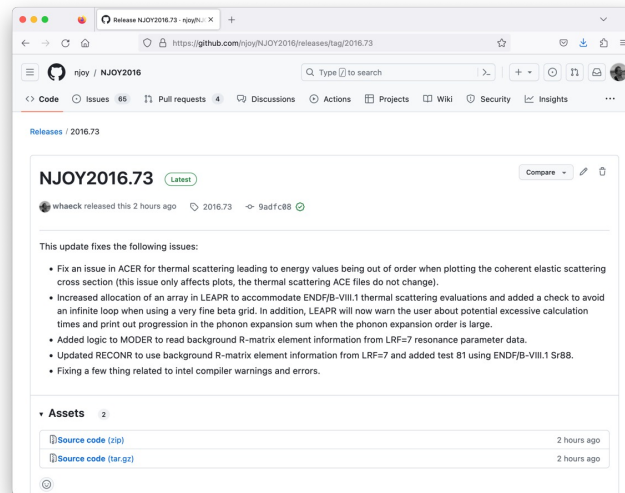 Release NJOY2016.73 · njoy/NJO
https://github.com/njoy/NJOY2016/releases/tag/2016.73
njoy / NJOY2016
Type / to search
Code
Issues 65
Pull requests 4
Discussions
Actions
Projects
Wiki
Security
Insights
Releases / 2016.73
NJOY2016.73 Latest
Compare
whaeck released this 2 hours ago 2016.73 9adfc08
This update fixes the following issues:
• Fix an issue in ACER for thermal scattering leading to energy values being out of order when plotting the coherent elastic scattering
cross section (this issue only affects plots, the thermal scattering ACE files do not change).
• Increased allocation of an array in LEAPR to accommodate ENDF/B-VIII.1 thermal scattering evaluations and added a check to avoid
an infinite loop when using a very fine beta grid. In addition, LEAPR will now warn the user about potential excessive calculation
times and print out progression in the phonon expansion sum when the phonon expansion order is large.
• Added logic to MODER to read background R-matrix element information from LRF=7 resonance parameter data.
• Updated RECONR to use background R-matrix element information from LRF=7 and added test 81 using ENDF/B-VIII.1 Sr88.
• Fixing a few thing related to intel compiler warnings and errors.
Assets 2
Source code (zip) 2 hours ago
Source code (tar.gz) 2 hours ago